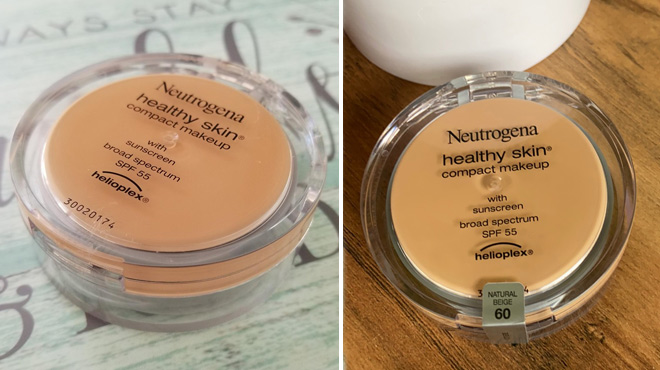 WAYS STAY
Neutrogena
healthy skin®
compact makeup
with
sunscreen
broad spectrum
SPF 55
helioplex®
30020174
Neutrogena
healthy skin®
compact makeup
with
sunscreen
broad spectrum
SPF 55
helioplex®
NATURAL
BEIGE
60